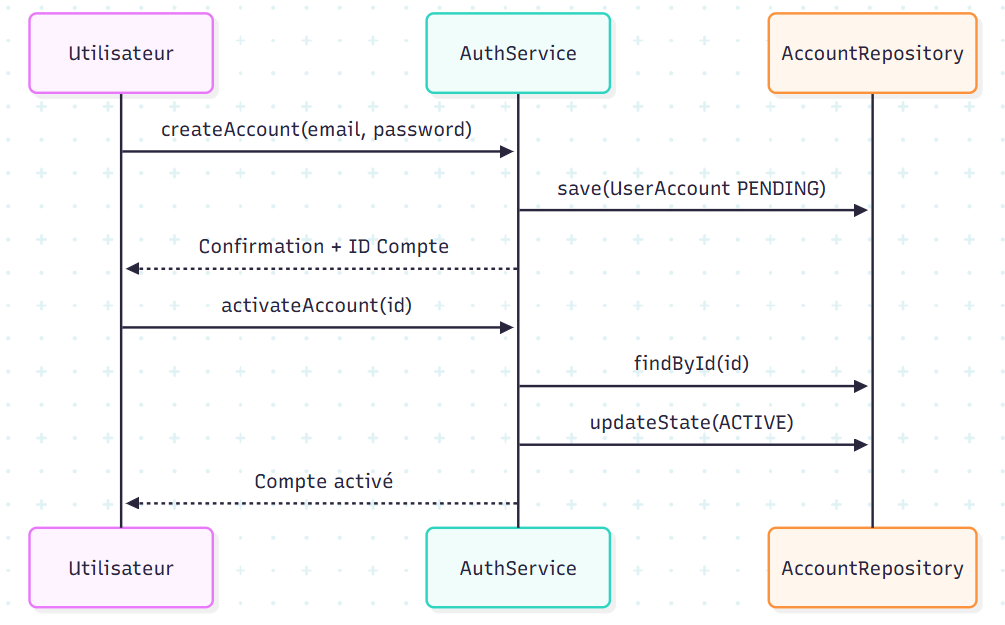 Utilisateur
AuthService
AccountRepository
createAccount(email, password)
save(UserAccount PENDING)
Confirmation + ID Compte
activateAccount(id)
findById(id)
updateState(ACTIVE)
Compte activé
Utilisateur
AuthService
AccountRepository